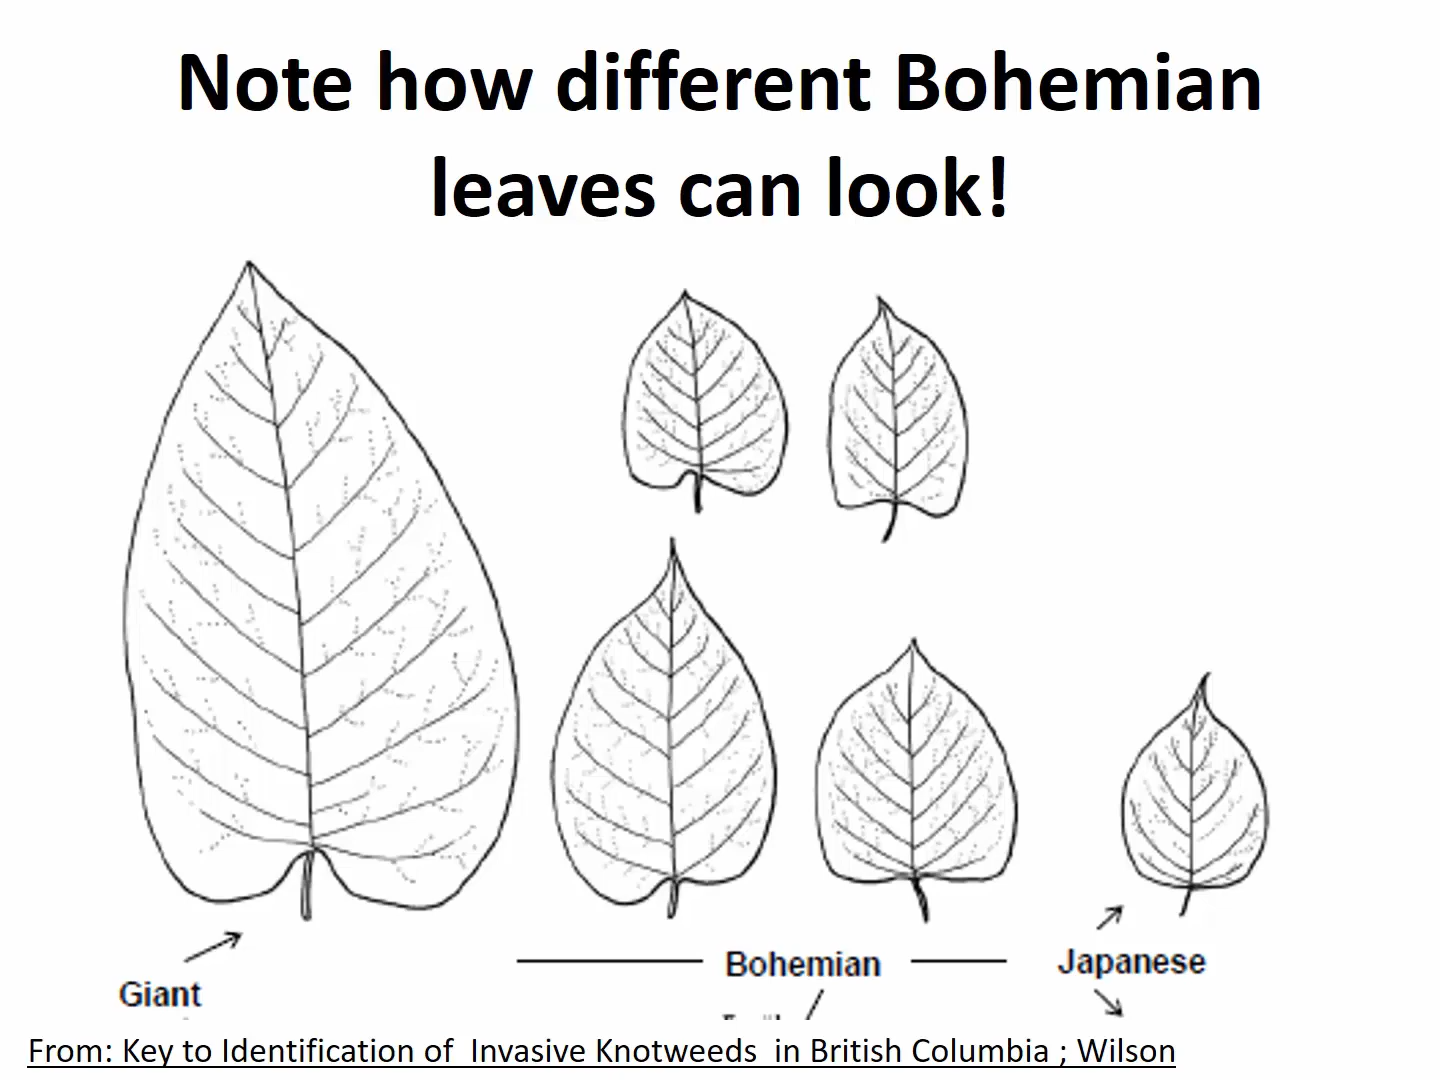 Note how different Bohemian
leaves can look!
Bohemian
Japanese
Giant
From: Key to Identification of  Invasive Knotweeds  in British Columbia ; Wilson